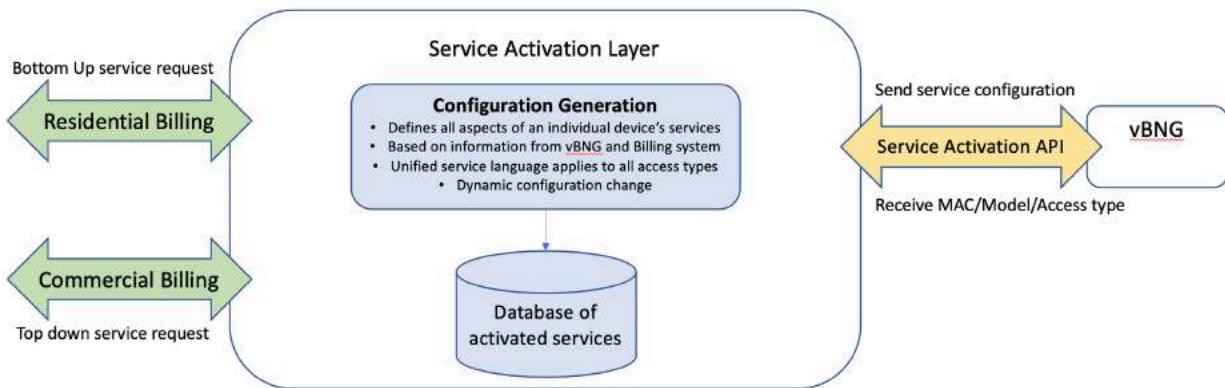 Service Activation Layer
Bottom Up service request
Residential Billing
Configuration Generation
• Defines all aspects of an individual device's services
• Based on information from vBNG and Billing system
• Unified service language applies to all access types
• Dynamic configuration change
Send service configuration
Service Activation API
vBNG
Receive MAC/Model/Access type
Commercial Billing
Top down service request
Database of
activated services